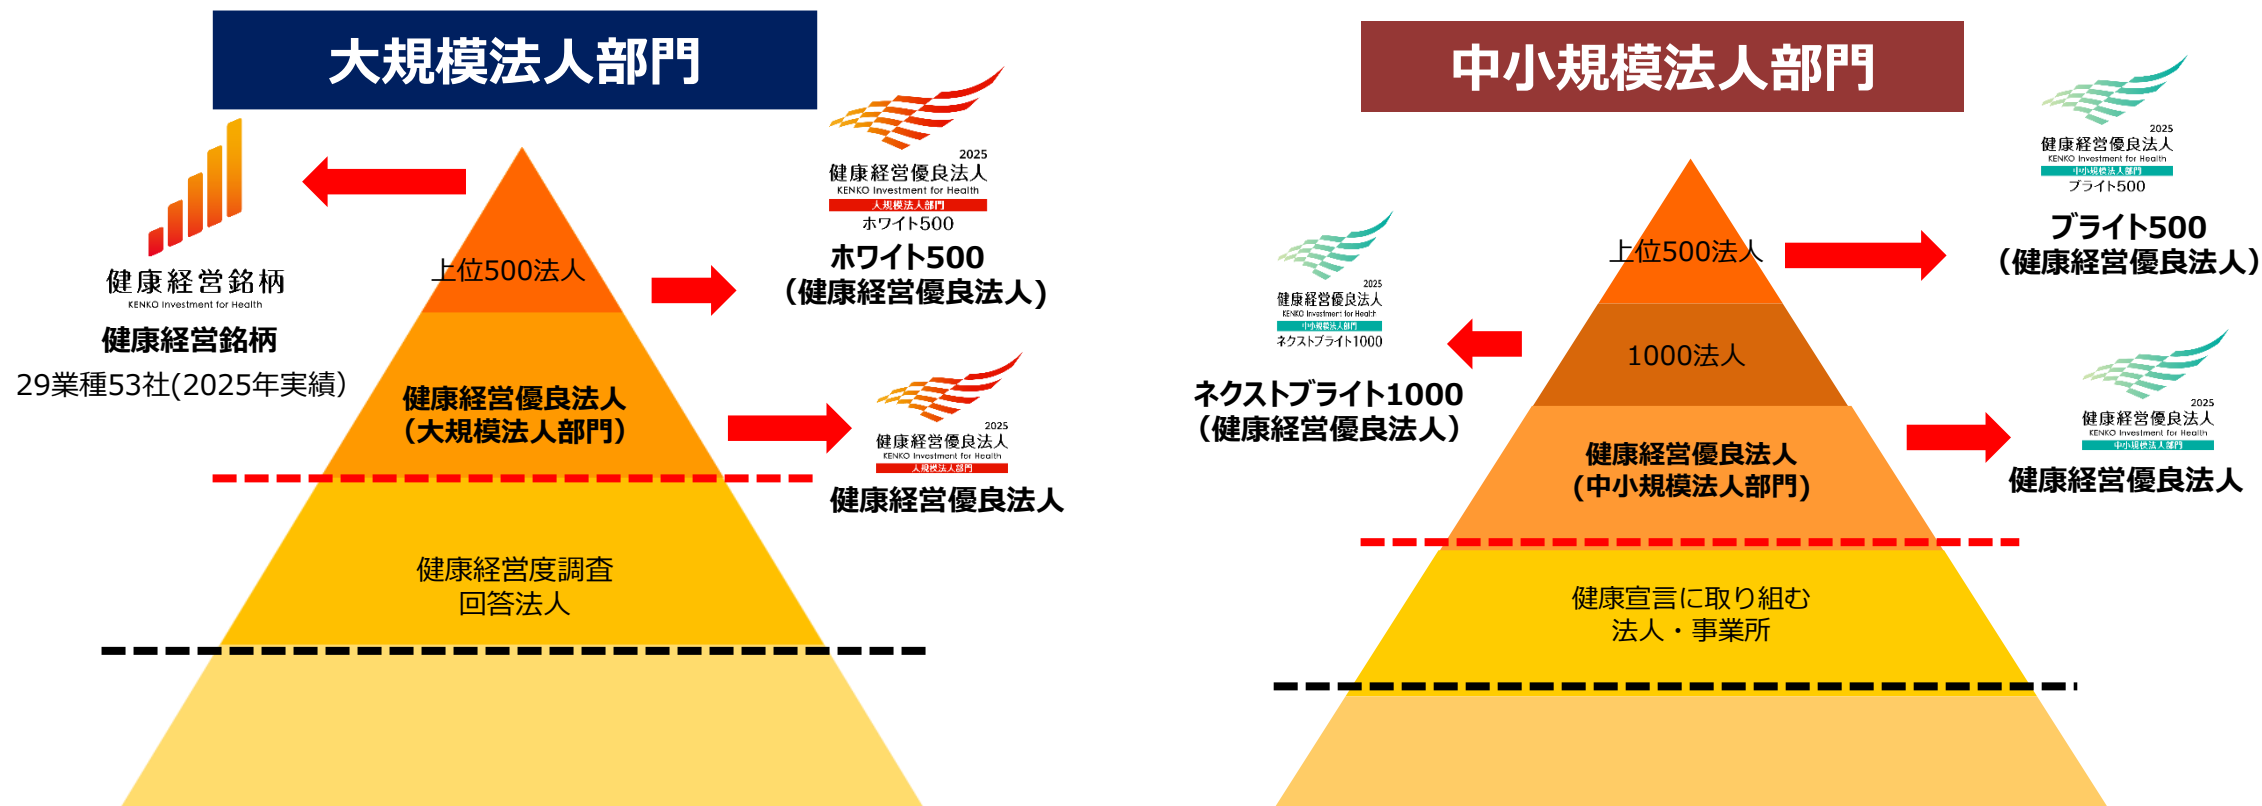 大規模法人部門
健康経営銘柄
KENKO Investment for Health
健康経営銘柄
29業種53社(2025年実績）
上位500法人
健康経営優良法人
（大規模法人部門）
健康経営度調査
回答法人
2025
健康経営優良法人
KENKO Investment for Health
大規模法人部門
ホワイト500
ホワイト500
（健康経営優良法人)
2025
健康経営優良法人
KENKO Investment for Health
大規模法人部門
健康経営優良法人
中小規模法人部門
2025
健康経営優良法人
KENKO Investment for Health
中小規模法人部門
ネクストブライト1000
ネクストブライト1000
（健康経営優良法人）
上位500法人
1000法人
健康経営優良法人
(中小規模法人部門)
健康宣言に取り組む
法人・事業所
2025
健康経営優良法人
KENKO Investment for Health
中小規模法人部門
ブライト500
ブライト500
（健康経営優良法人）
2025
健康経営優良法人
KENKO Investment for Health
中小規模法人部門
健康経営優良法人